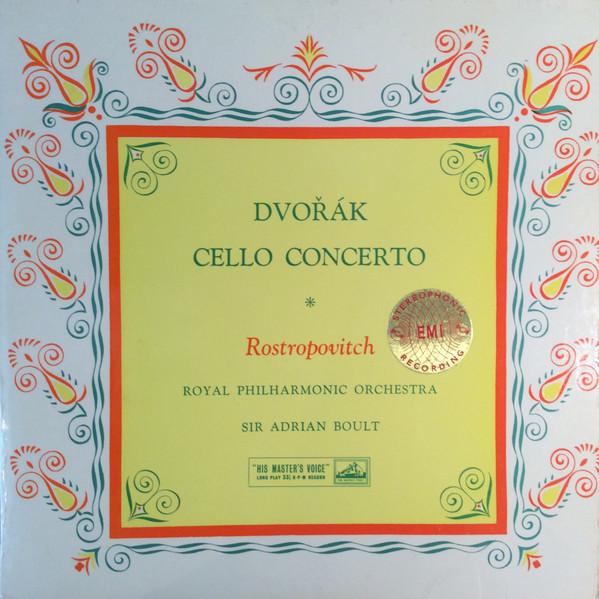 DVOŘÁK
CELLO CONCERTO
*
Rostropovitch
STEREOPHONIC
EMI
RECORDING
ROYAL PHILHARMONIC ORCHESTRA
SIR ADRIAN BOULT
"HIS MASTER'S VOICE"
LONG PLAY 33⅓ R·P·M RECORD